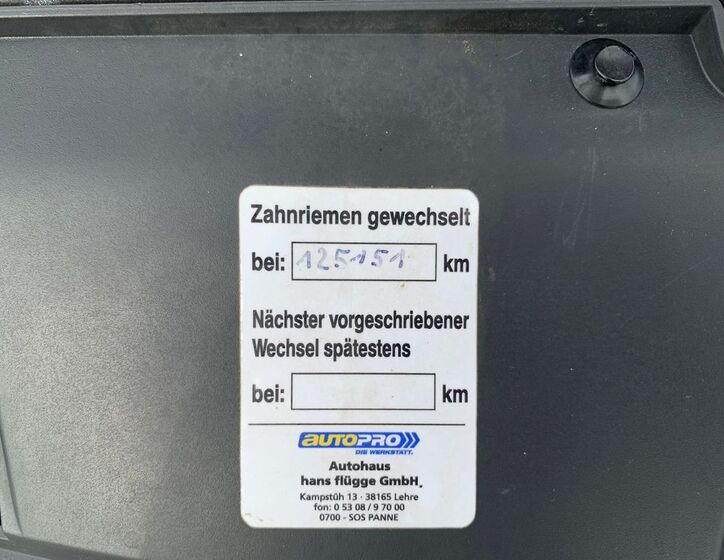 Zahnriemen gewechselt
bei: 125151 km
Nächster vorgeschriebener
Wechsel spätestens
bei: km
AUTOPRO
DIE WERKSTATT.
Autohaus
hans flügge GmbH.
Kampstüh 13 · 38165 Lehre
fon: 0 53 08 / 9 70 00
0700 - SOS PANNE